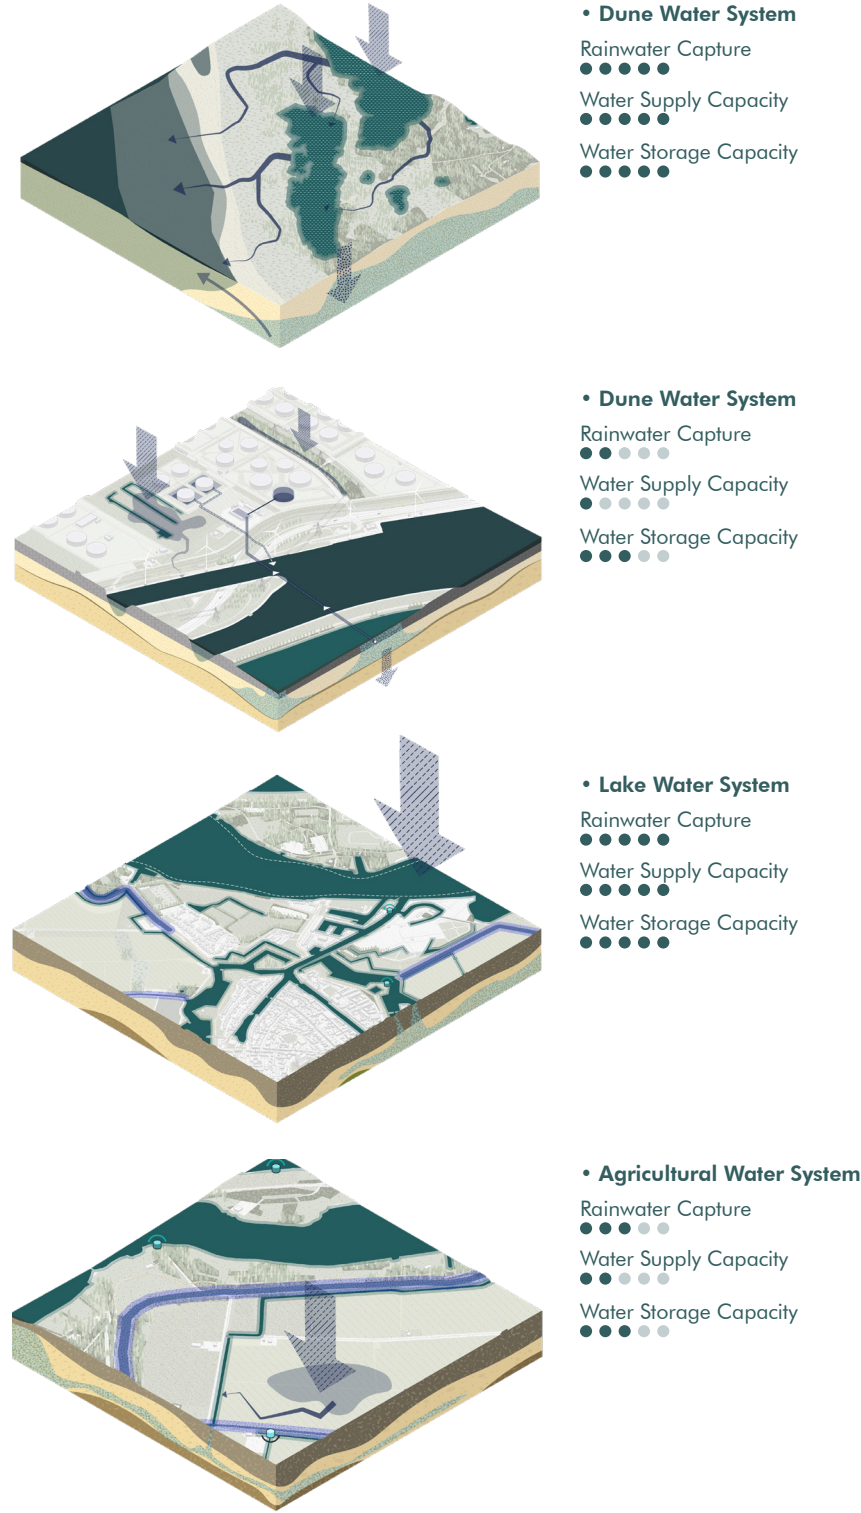 • Dune Water System
Rainwater Capture
Water Supply Capacity
Water Storage Capacity
• Dune Water System
Rainwater Capture
Water Supply Capacity
Water Storage Capacity
• Lake Water System
Rainwater Capture
Water Supply Capacity
Water Storage Capacity
• Agricultural Water System
Rainwater Capture
Water Supply Capacity
Water Storage Capacity